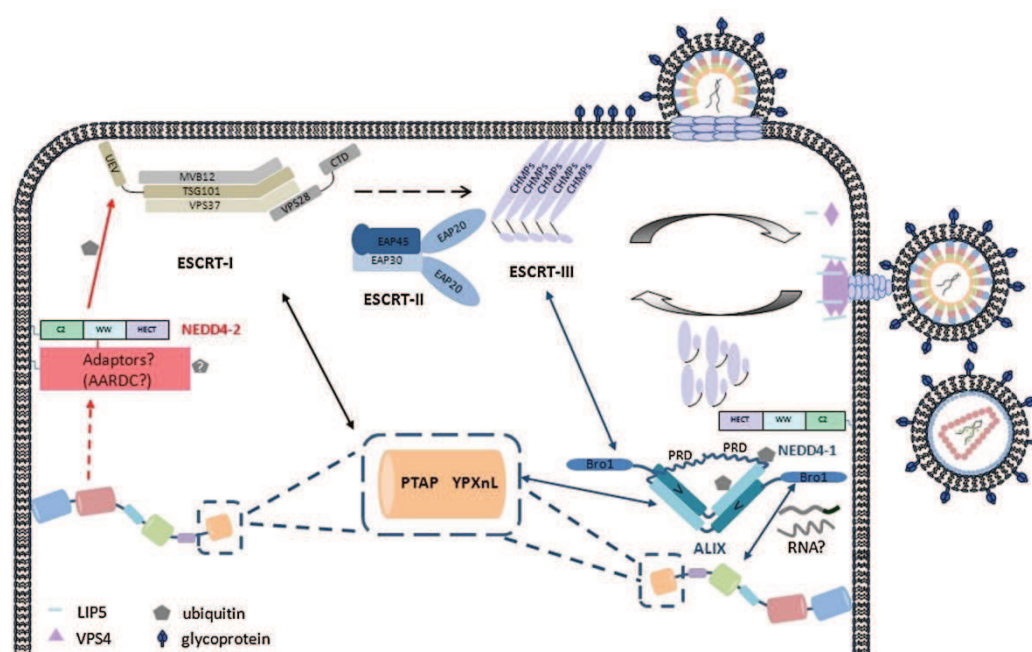 UEV
MVB12
TSG101
VPS37
VPS28
CTD
ESCRT-I
EAP45
EAP30
EAP20
EAP20
ESCRT-II
CHMPs
CHMPs
CHMPs
CHMPs
CHMPs
ESCRT-III
C2 WW HECT NEDD4-2
Adaptors?
(AARDC?)
?
HECT WW C2
NEDD4-1
PRD PRD
Bro1
Bro1
V
V
ALIX
RNA?
PTAP YPXnL
LIP5
ubiquitin
VPS4
glycoprotein